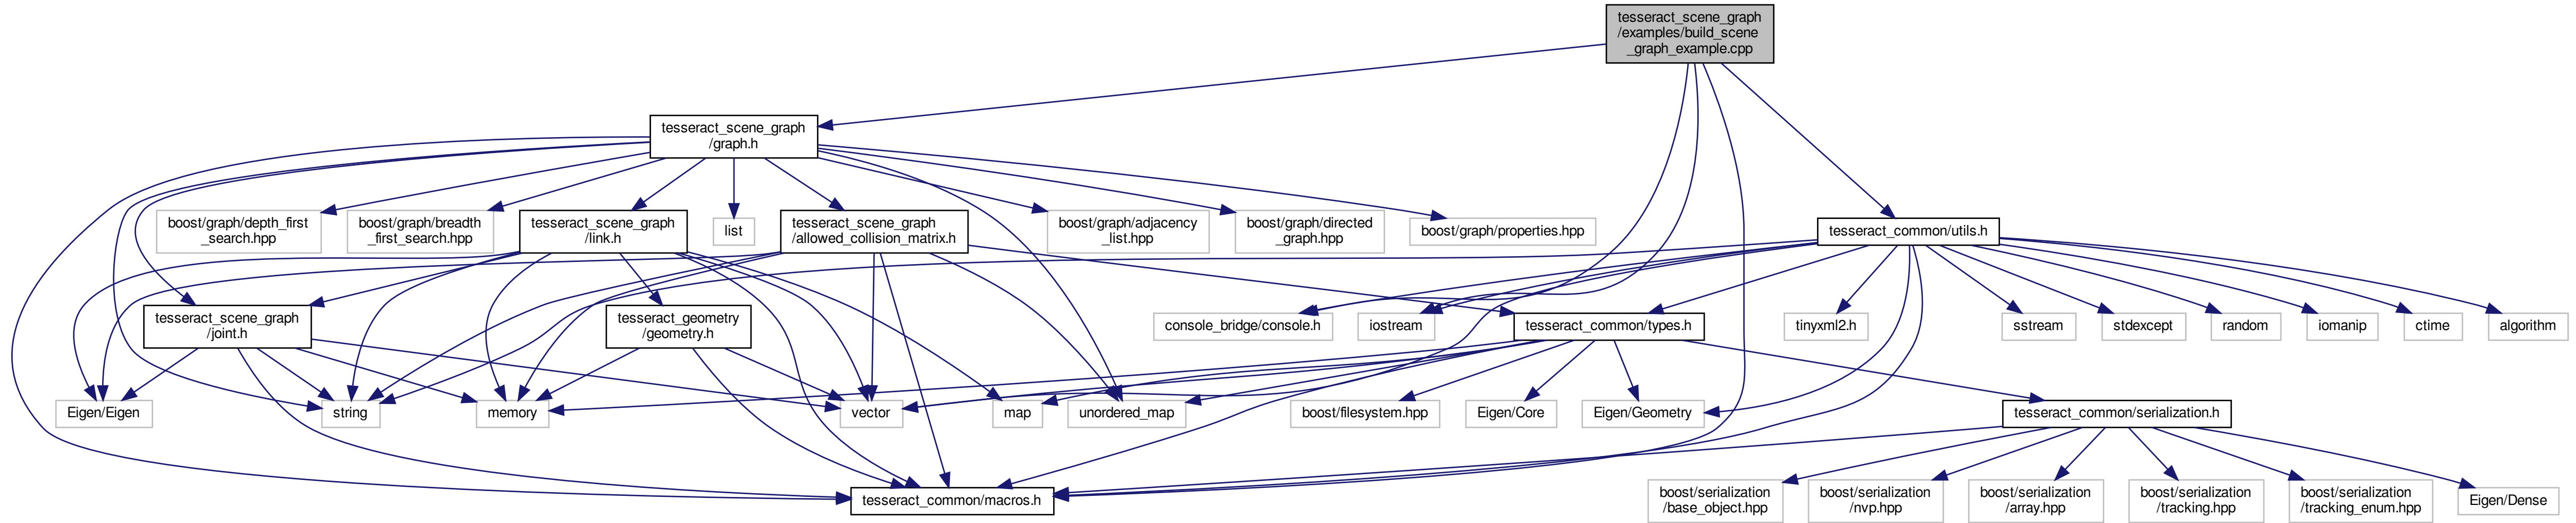 tesseract_scene_graph
/examples/build_scene
_graph_example.cpp
tesseract_scene_graph
/graph.h
boost/graph/depth_first
_search.hpp
boost/graph/breadth
_first_search.hpp
tesseract_scene_graph
/link.h
list
tesseract_scene_graph
/allowed_collision_matrix.h
boost/graph/adjacency
_list.hpp
boost/graph/directed
_graph.hpp
boost/graph/properties.hpp
tesseract_common/utils.h
tesseract_scene_graph
/joint.h
tesseract_geometry
/geometry.h
console_bridge/console.h
iostream
tesseract_common/types.h
tinyxml2.h
sstream
stdexcept
random
iomanip
ctime
algorithm
Eigen/Eigen
string
memory
vector
map
unordered_map
boost/filesystem.hpp
Eigen/Core
Eigen/Geometry
tesseract_common/serialization.h
tesseract_common/macros.h
boost/serialization
/base_object.hpp
boost/serialization
/nvp.hpp
boost/serialization
/array.hpp
boost/serialization
/tracking.hpp
boost/serialization
/tracking_enum.hpp
Eigen/Dense